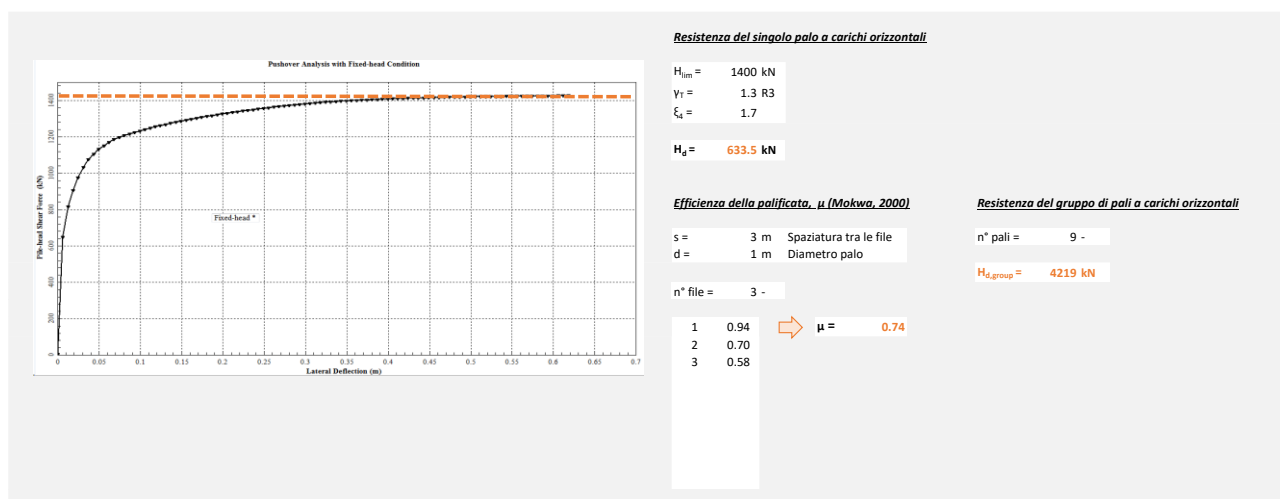 Resistenza del singolo palo a carichi orizzontali
Pushover Analysis with Fixed-head Condition
Hlim = 1400 kN
γT = 1.3 R3
ξ4 = 1.7
Hd = 633.5 kN
Pile-head Shear Force (kN)
1400
1200
1000
800
600
400
200
0
Fixed-head *
0 0.05 0.1 0.15 0.2 0.25 0.3 0.35 0.4 0.45 0.5 0.55 0.6 0.65 0.7
Lateral Deflection (m)
Efficienza della palificata, μ (Mokwa, 2000)
s = 3 m Spaziatura tra le file
d = 1 m Diametro palo
n° file = 3 -
1 0.94
2 0.70
3 0.58
μ = 0.74
Resistenza del gruppo di pali a carichi orizzontali
n° pali = 9 -
Hd,group = 4219 kN